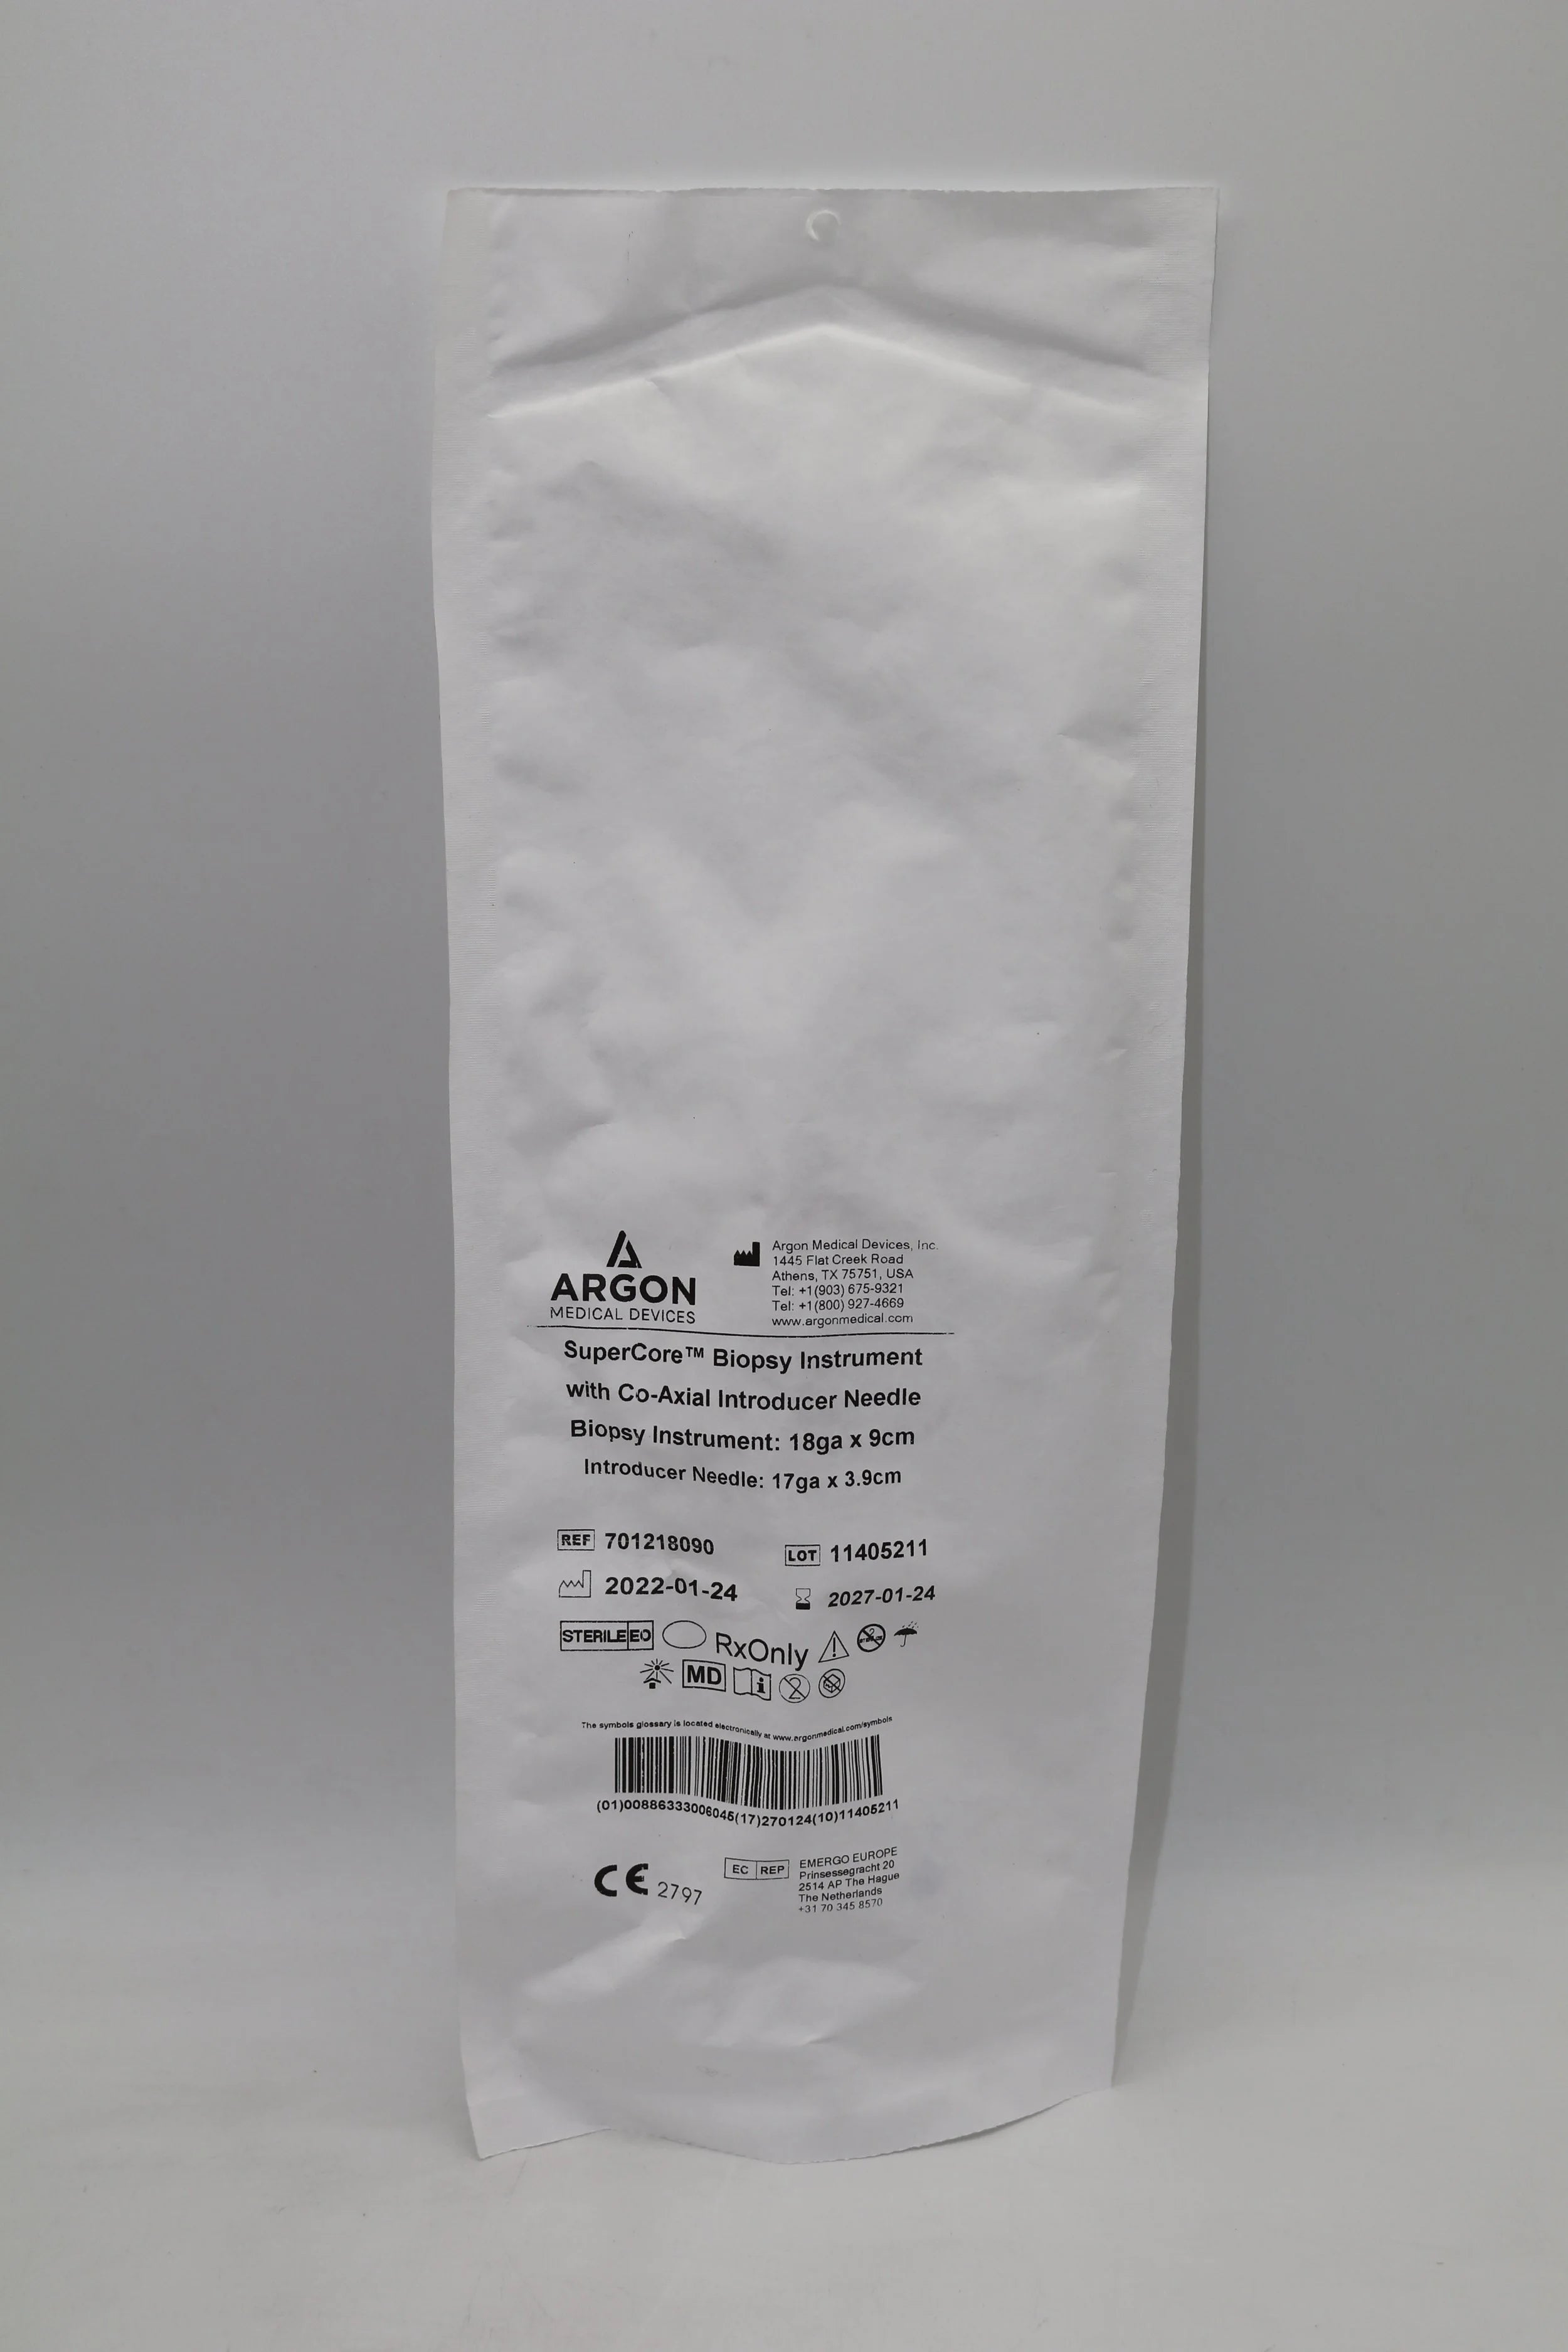 ARGON
MEDICAL DEVICES
Argon Medical Devices, Inc.
1445 Flat Creek Road
Athens, TX 75751, USA
Tel: +1(903) 675-9321
Tel: +1(800) 927-4669
www.argonmedical.com
SuperCore™ Biopsy Instrument
with Co-Axial Introducer Needle
Biopsy Instrument: 18ga x 9cm
Introducer Needle: 17ga x 3.9cm
REF 701218090
LOT 11405211
2022-01-24
2027-01-24
STERILE EO RxOnly
MD
The symbols glossary is located electronically at www.argonmedical.com/symbols
(01)00886333006045(17)270124(10)11405211
CE 2797
EC REP
EMERGO EUROPE
Prinsessegracht 20
2514 AP The Hague
The Netherlands
+31 70 345 8570